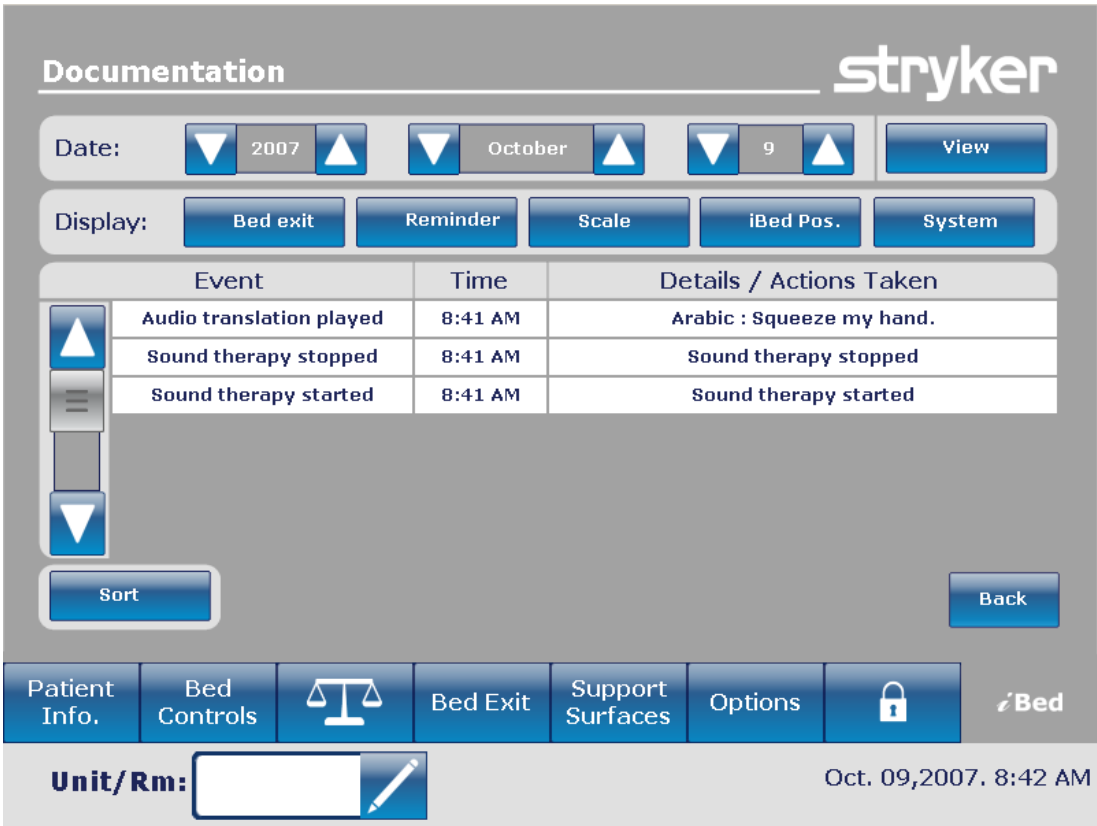 Documentation
stryker
Date: 2007 October 9 View
Display: Bed exit Reminder Scale iBed Pos. System
Event Time Details / Actions Taken
Audio translation played 8:41 AM Arabic : Squeeze my hand.
Sound therapy stopped 8:41 AM Sound therapy stopped
Sound therapy started 8:41 AM Sound therapy started
Sort Back
Patient Info. Bed Controls Bed Exit Support Surfaces Options iBed
Unit/Rm: Oct. 09,2007. 8:42 AM